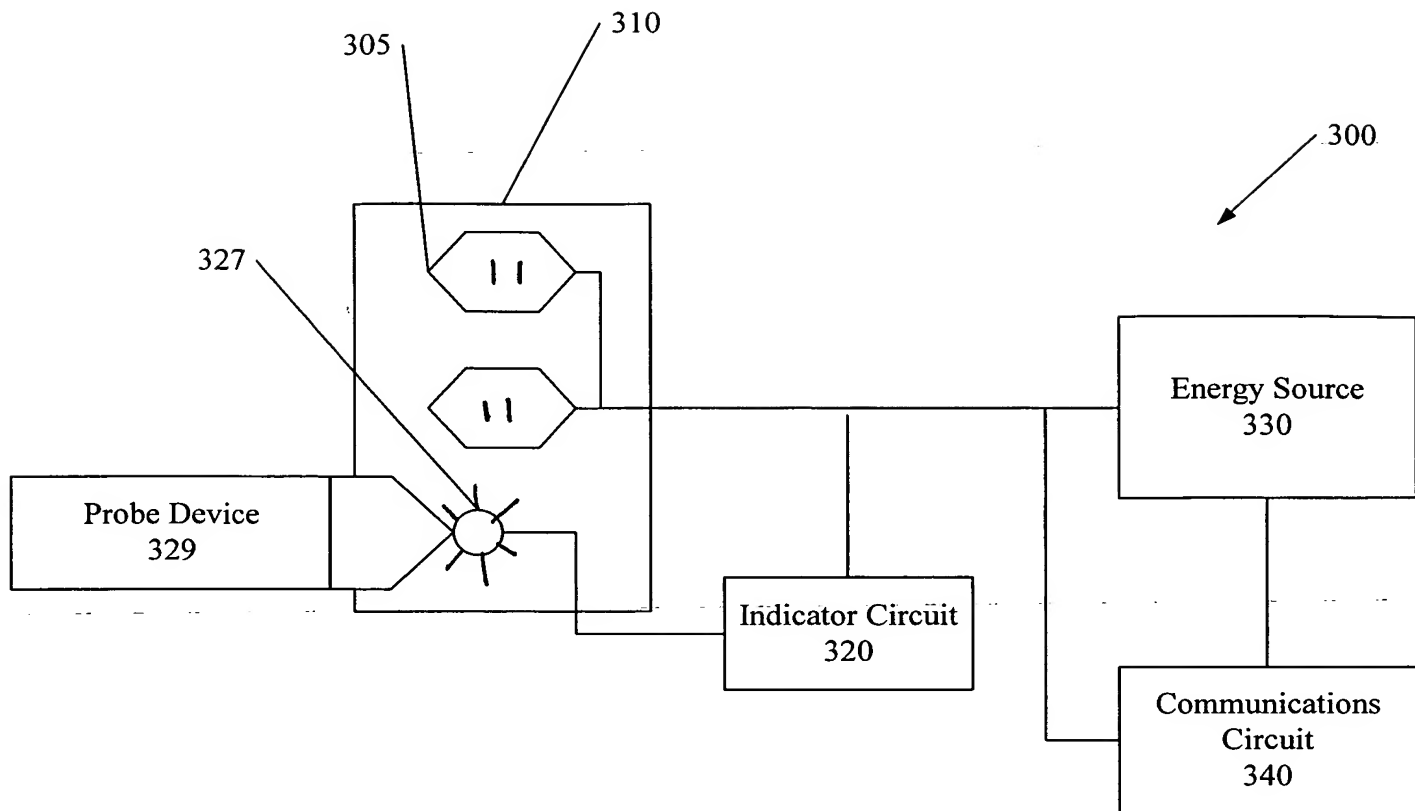 310
305
300
327
Energy Source
330
Probe Device
329
Indicator Circuit
320
Communications
Circuit
340